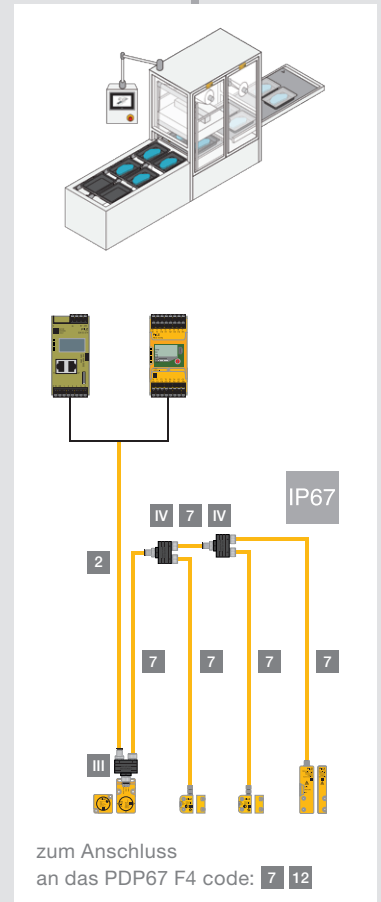 IP67
IV 7 IV
2
7 7 7 7
III
zum Anschluss
an das PDP67 F4 code: 7 12